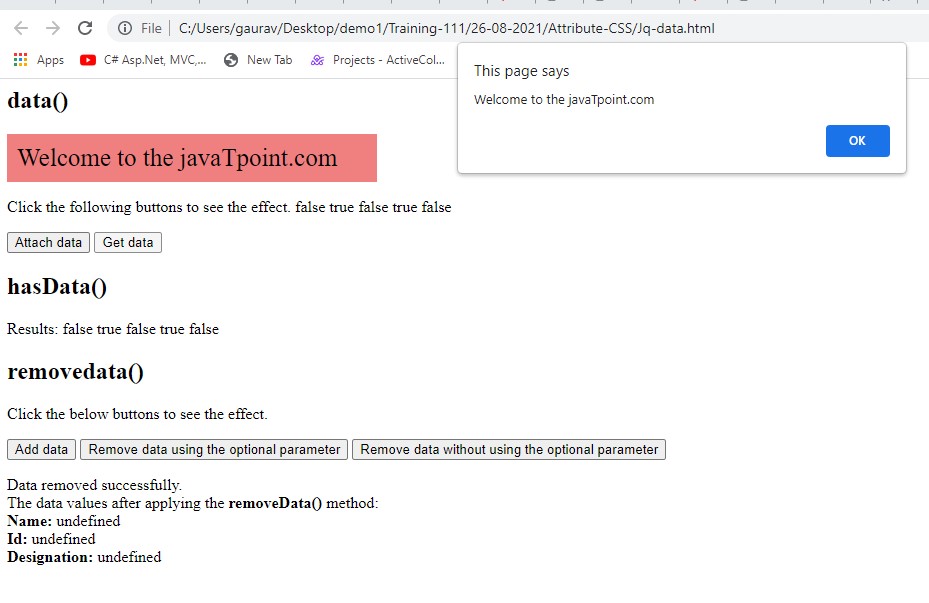 File C:/Users/gaurav/Desktop/demo1/Training-111/26-08-2021/Attribute-CSS/Jq-data.html
Apps C# Asp.Net, MVC,... New Tab Projects - ActiveCol...
This page says
Welcome to the javaTpoint.com
OK
data()
Welcome to the javaTpoint.com
Click the following buttons to see the effect. false true false true false
Attach data Get data
hasData()
Results: false true false true false
removedata()
Click the below buttons to see the effect.
Add data Remove data using the optional parameter Remove data without using the optional parameter
Data removed successfully.
The data values after applying the removeData() method:
Name: undefined
Id: undefined
Designation: undefined